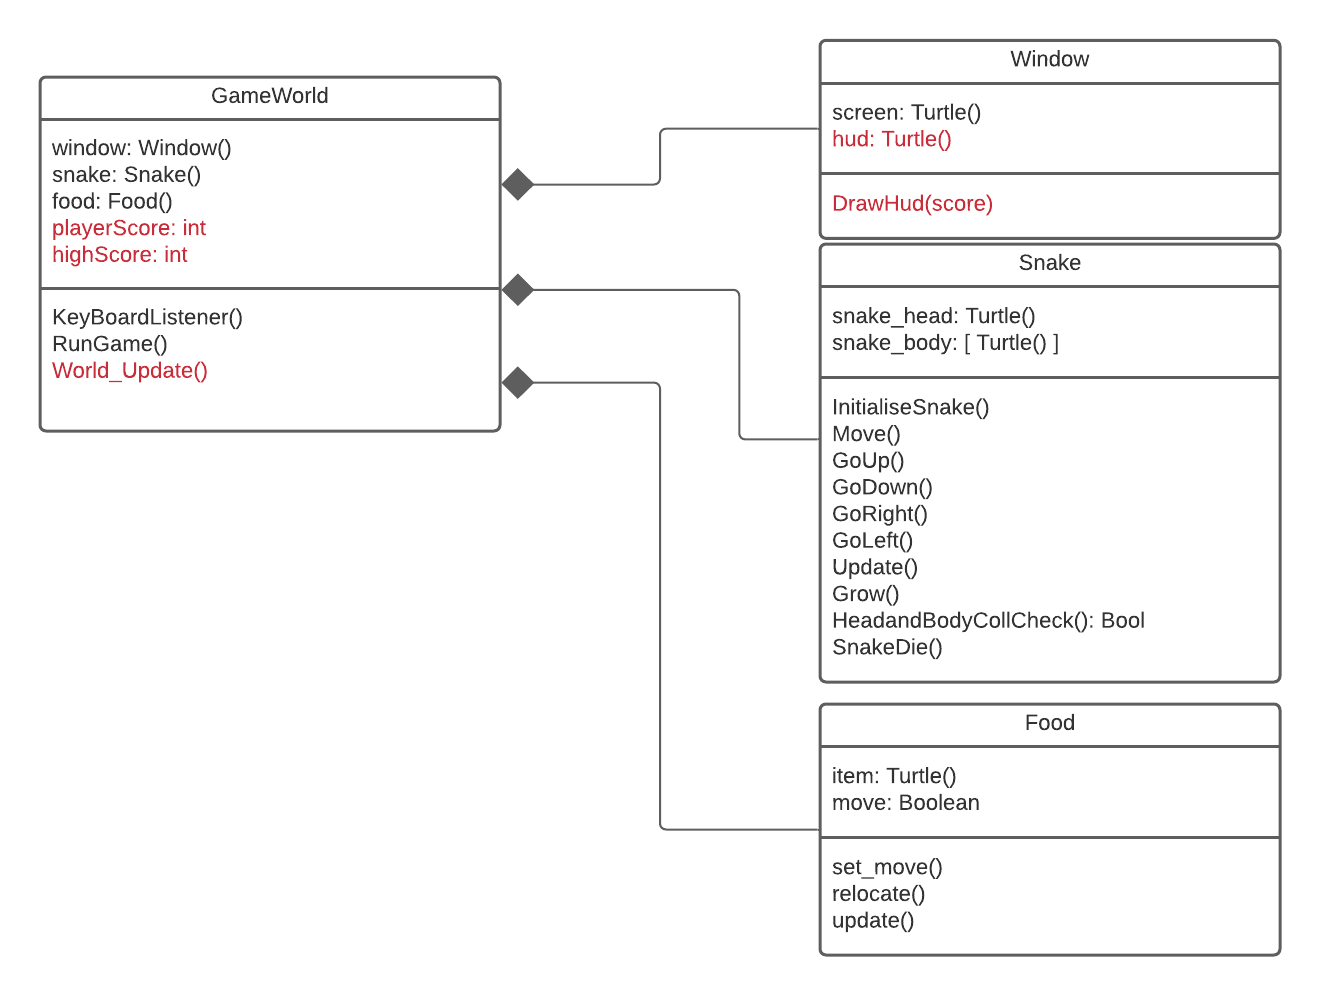 GameWorld
window: Window()
snake: Snake()
food: Food()
playerScore: int
highScore: int
KeyBoardListener()
RunGame()
World_Update()
Window
screen: Turtle()
hud: Turtle()
DrawHud(score)
Snake
snake_head: Turtle()
snake_body: [ Turtle() ]
InitialiseSnake()
Move()
GoUp()
GoDown()
GoRight()
GoLeft()
Update()
Grow()
HeadandBodyCollCheck(): Bool
SnakeDie()
Food
item: Turtle()
move: Boolean
set_move()
relocate()
update()